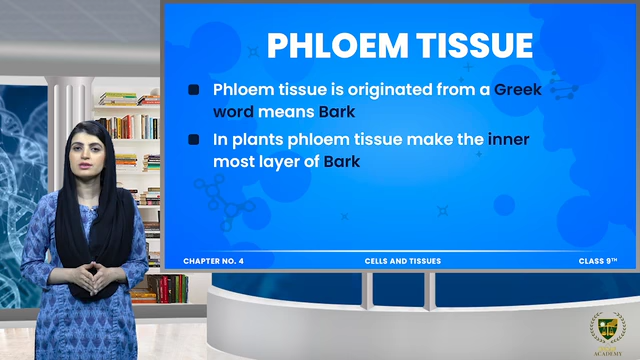 PHLOEM TISSUE
Phloem tissue is originated from a Greek
word means Bark
In plants phloem tissue make the inner
most layer of Bark
CHAPTER NO. 4 CELLS AND TISSUES CLASS 9TH
ACADEMY